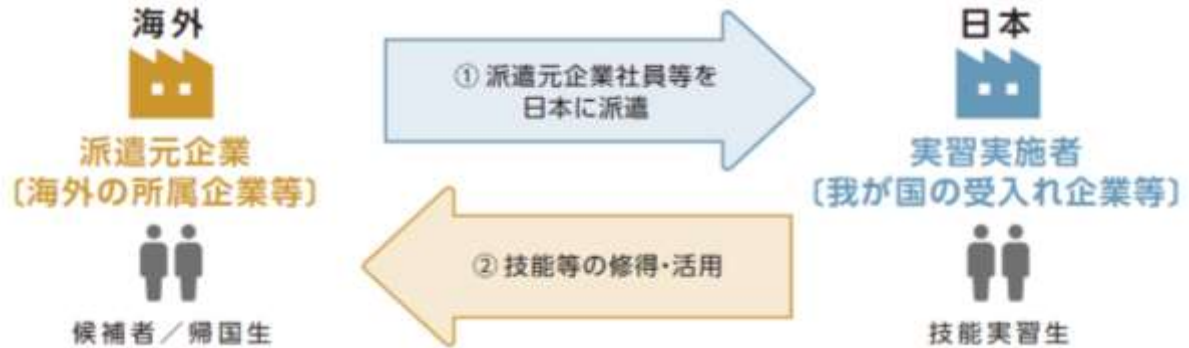 海外
派遣元企業
〔海外の所属企業等〕
候補者／帰国生
① 派遣元企業社員等を
日本に派遣
② 技能等の修得・活用
日本
実習実施者
〔我が国の受入れ企業等〕
技能実習生